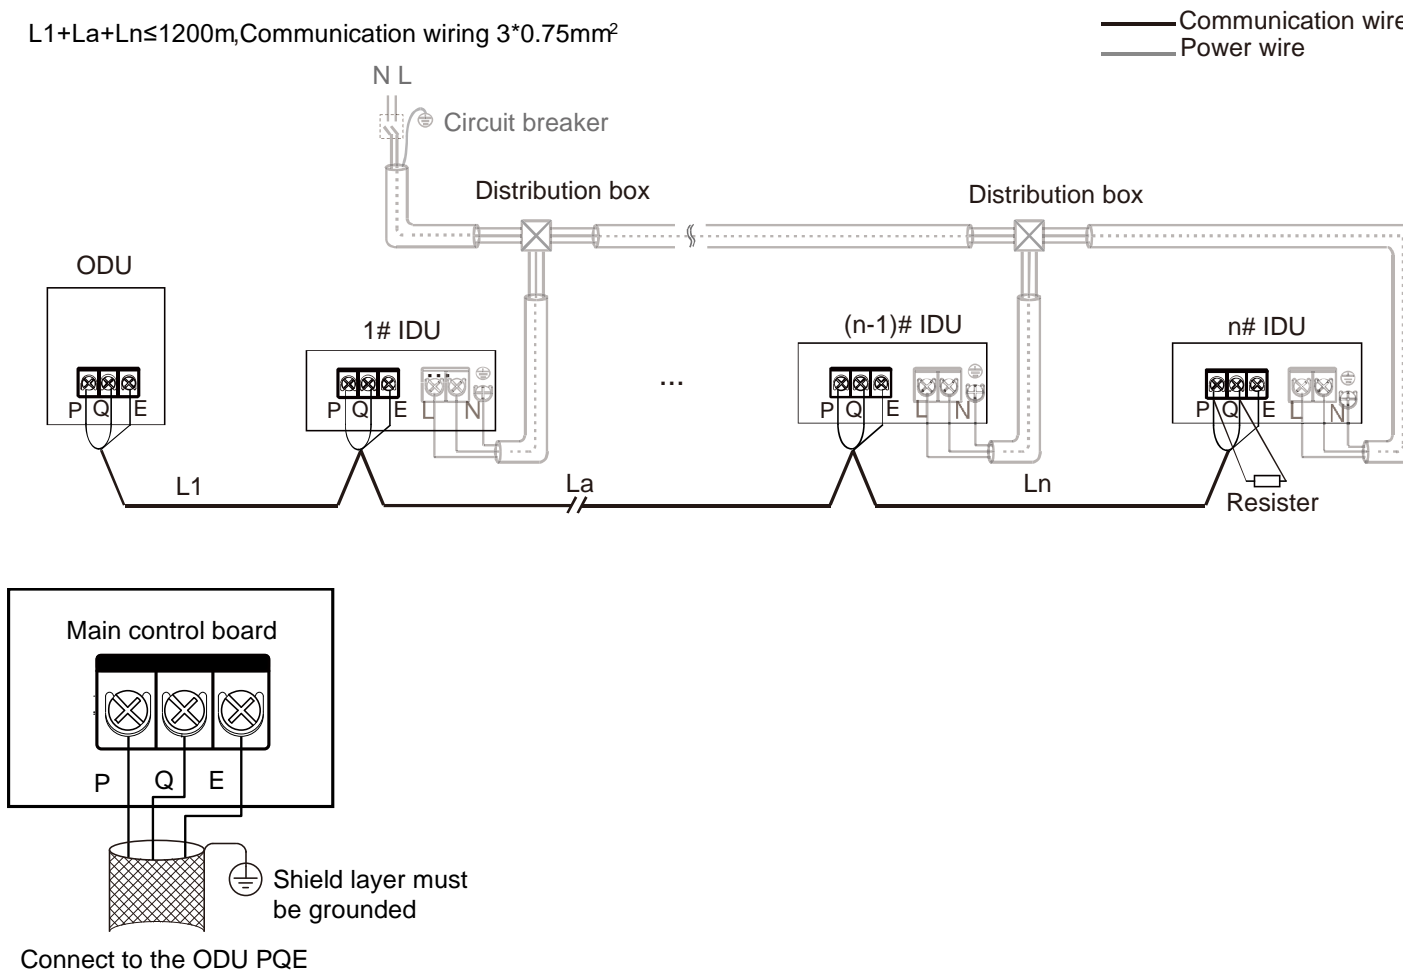 L1+La+Ln≤1200m,Communication wiring 3*0.75mm²
Communication wire
Power wire
N L
Circuit breaker
Distribution box
Distribution box
ODU
1# IDU
(n-1)# IDU
n# IDU
...
P Q E
P Q E L N
P Q E L N
P Q E L N
L1
La
Ln
Resister
Main control board
P Q E
Shield layer must
be grounded
Connect to the ODU PQE